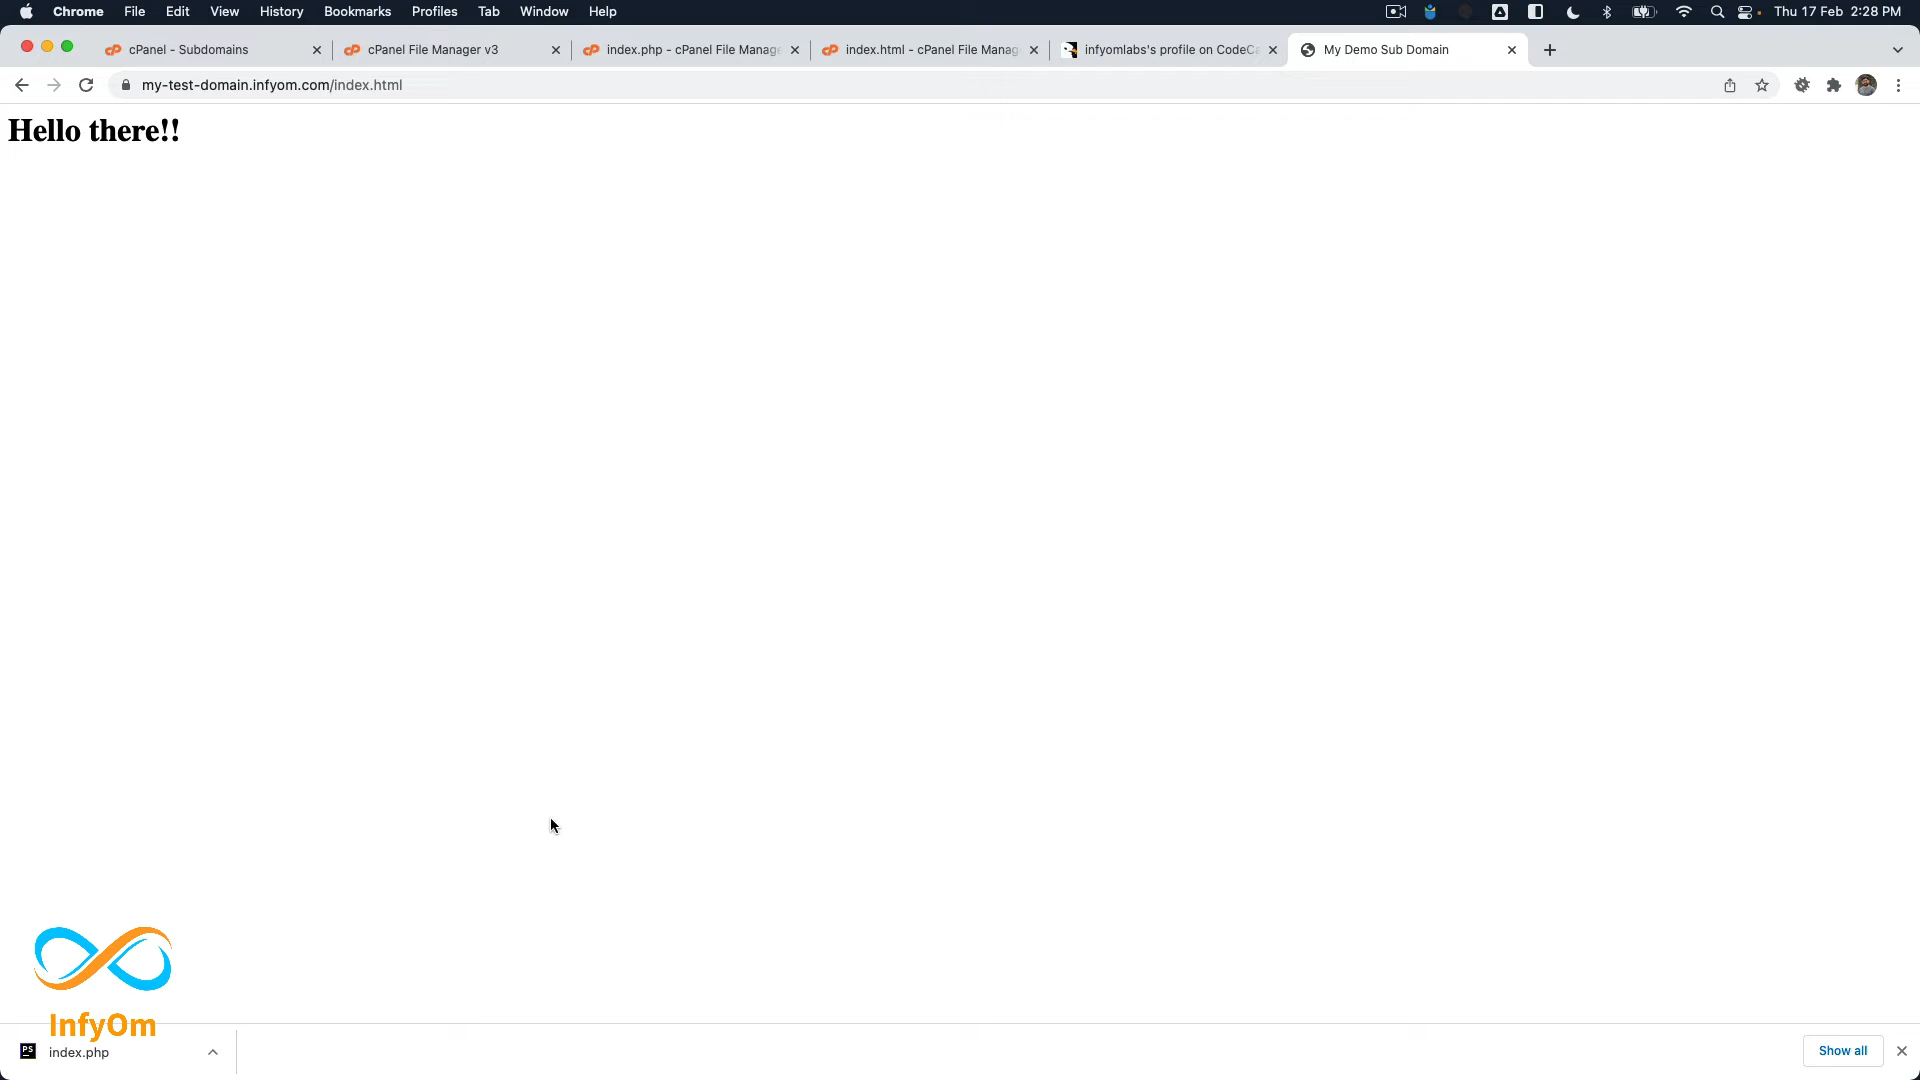 Chrome File Edit View History Bookmarks Profiles Tab Window Help Thu 17 Feb 2:28 PM
cPanel - Subdomains cPanel File Manager v3 index.php - cPanel File Manage index.html - cPanel File Manag infyomlabs's profile on CodeCa My Demo Sub Domain
my-test-domain.infyom.com/index.html
Hello there!!
InfyOm
PS index.php Show all